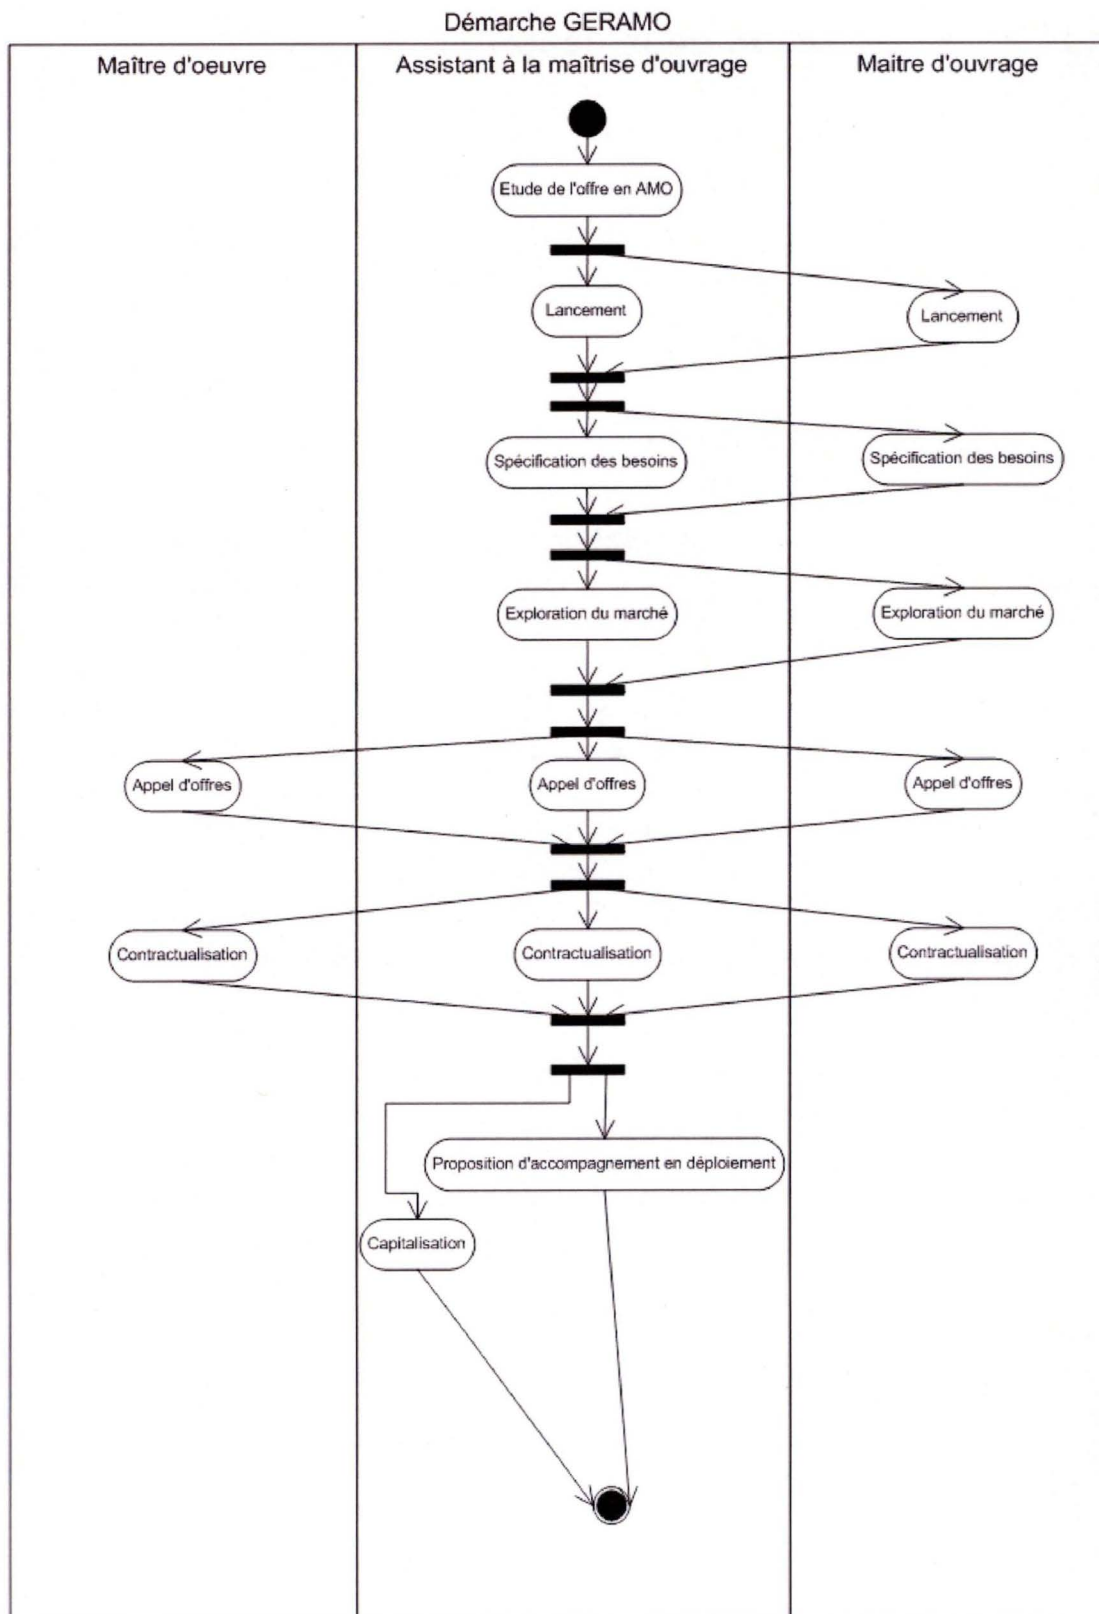 Démarche GERAMO
Maître d'oeuvre
Assistant à la maîtrise d'ouvrage
Maitre d'ouvrage
Etude de l'offre en AMO
Lancement
Lancement
Spécification des besoins
Spécification des besoins
Exploration du marché
Exploration du marché
Appel d'offres
Appel d'offres
Appel d'offres
Contractualisation
Contractualisation
Contractualisation
Proposition d'accompagnement en déploiement
Capitalisation